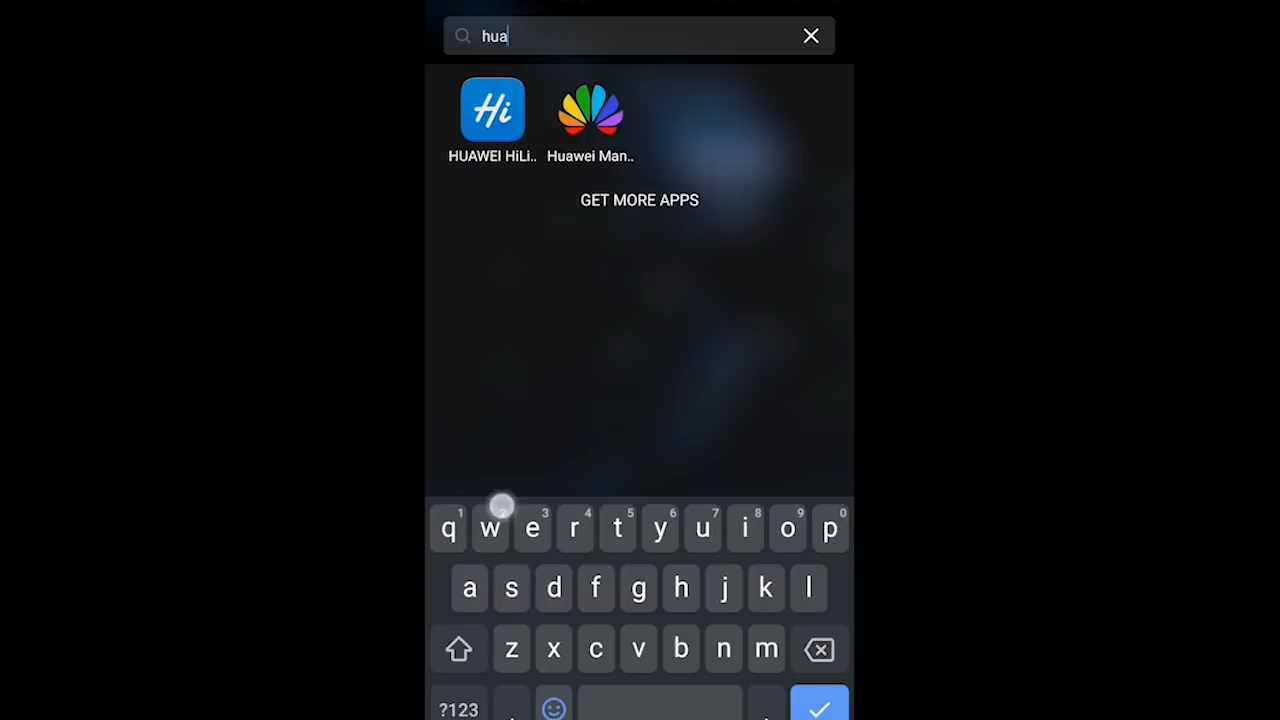 hua
Hi
HUAWEI HiLi.. Huawei Man..
GET MORE APPS
1 2 3 4 5 6 7 8 9 0
q w e r t y u i o p
a s d f g h j k l
z x c v b n m
?123 , .